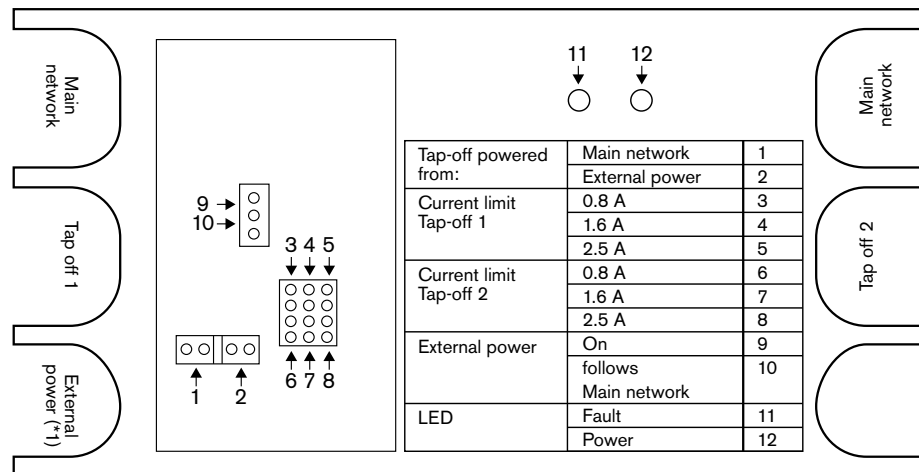 Main
network
Tap off 1
External
power (*1)
9
10
3 4 5
6 7 8
1 2
11 12
Tap-off powered
from:
Main network 1
External power 2
Current limit
Tap-off 1
0.8 A 3
1.6 A 4
2.5 A 5
Current limit
Tap-off 2
0.8 A 6
1.6 A 7
2.5 A 8
External power
On 9
follows
Main network
10
LED
Fault 11
Power 12
Main
network
Tap off 2